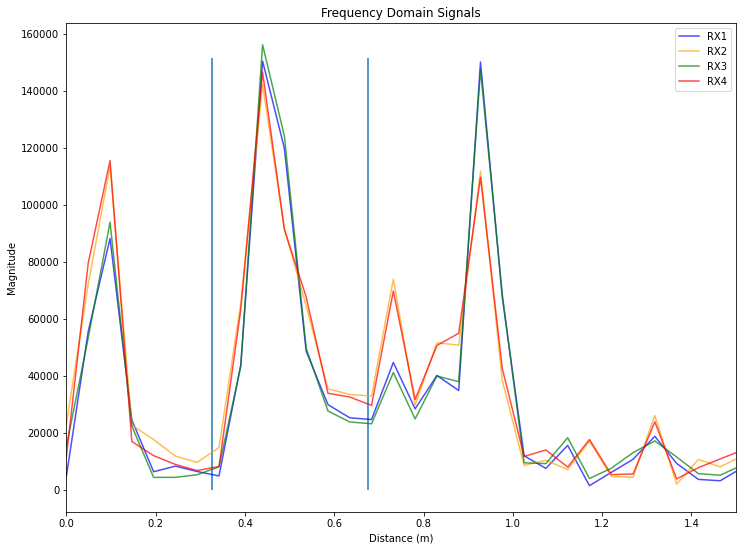 Frequency Domain Signals
RX1
RX2
RX3
RX4
Magnitude
160000
140000
120000
100000
80000
60000
40000
20000
0
0.0 0.2 0.4 0.6 0.8 1.0 1.2 1.4
Distance (m)